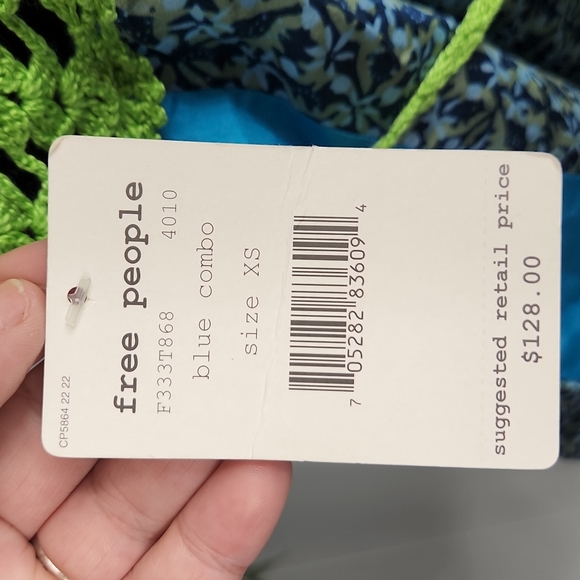 CP5864 22 22
free people
F333T868 4010
blue combo
size XS
7 05282 83609 4
suggested retail price
$128.00